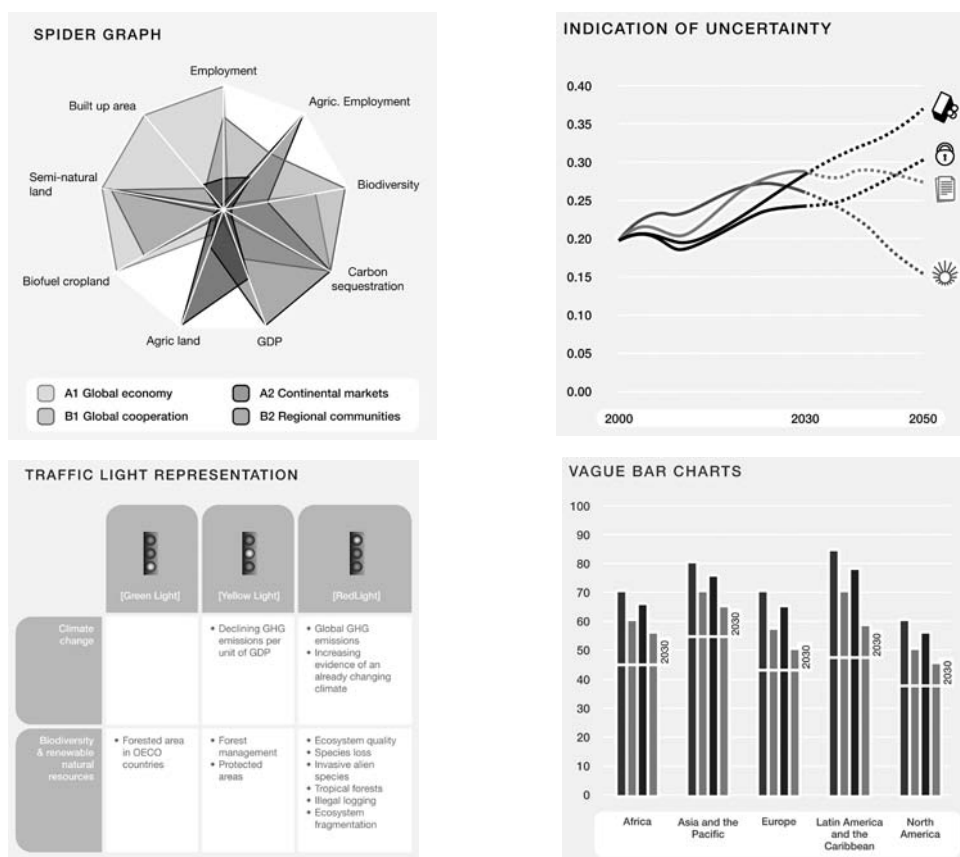 SPIDER GRAPH
Employment
Built up area
Agric. Employment
Semi-natural
land
Biodiversity
Biofuel cropland
Carbon
sequestration
Agric land
GDP
A1 Global economy
A2 Continental markets
B1 Global cooperation
B2 Regional communities
INDICATION OF UNCERTAINTY
0.40
0.35
0.30
0.25
0.20
0.15
0.10
0.05
0.00
2000
2030
2050
TRAFFIC LIGHT REPRESENTATION
[Green Light]
[Yellow Light]
[RedLight]
Climate
change
• Declining GHG
emissions per
unit of GDP
• Global GHG
emissions
• Increasing
evidence of an
already changing
climate
Biodiversity
& renewable
natural
resources
• Forested area
in OECO
countries
• Forest
management
• Protected
areas
• Ecosystem quality
• Species loss
• Invasive alien
species
• Tropical forests
• Illegal logging
• Ecosystem
fragmentation
VAGUE BAR CHARTS
100
90
80
70
60
50
40
30
20
10
0
2030
2030
2030
2030
2030
Africa
Asia and the
Pacific
Europe
Latin America
and the
Caribbean
North
America